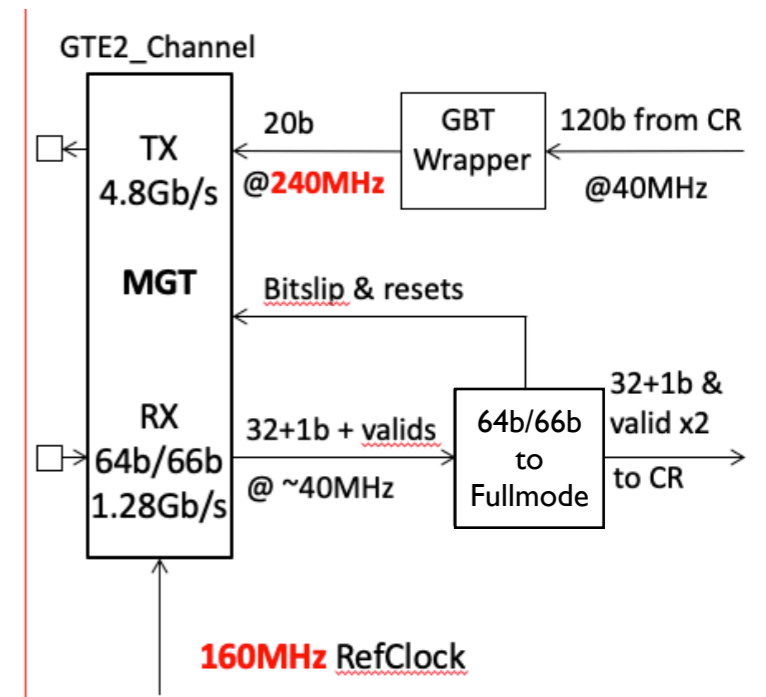 GTE2_Channel
TX
4.8Gb/s
MGT
RX
64b/66b
1.28Gb/s
20b
@240MHz
GBT
Wrapper
120b from CR
@40MHz
Bitslip & resets
32+1b + valids
@ ~40MHz
64b/66b
to
Fullmode
32+1b &
valid x2
to CR
160MHz RefClock